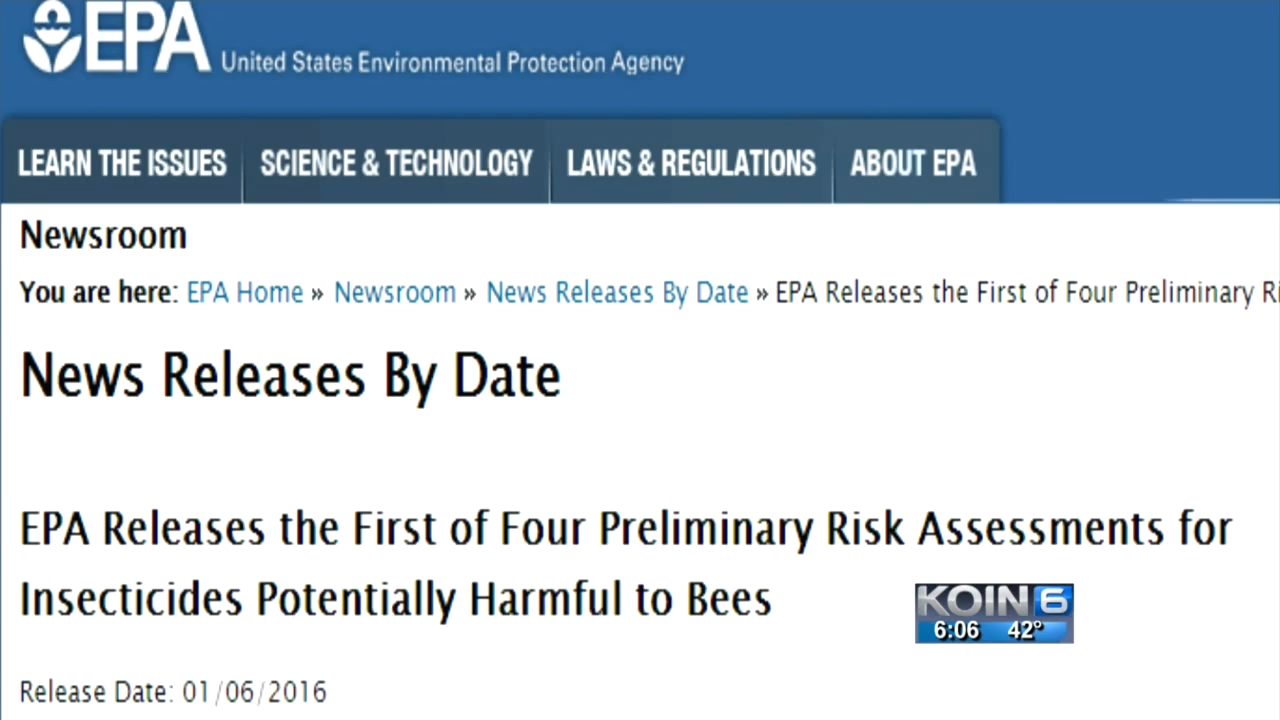 EPA United States Environmental Protection Agency
LEARN THE ISSUES SCIENCE & TECHNOLOGY LAWS & REGULATIONS ABOUT EPA
Newsroom
You are here: EPA Home » Newsroom » News Releases By Date » EPA Releases the First of Four Preliminary Ri
News Releases By Date
EPA Releases the First of Four Preliminary Risk Assessments for
Insecticides Potentially Harmful to Bees
KOIN 6
6:06 42°
Release Date: 01/06/2016